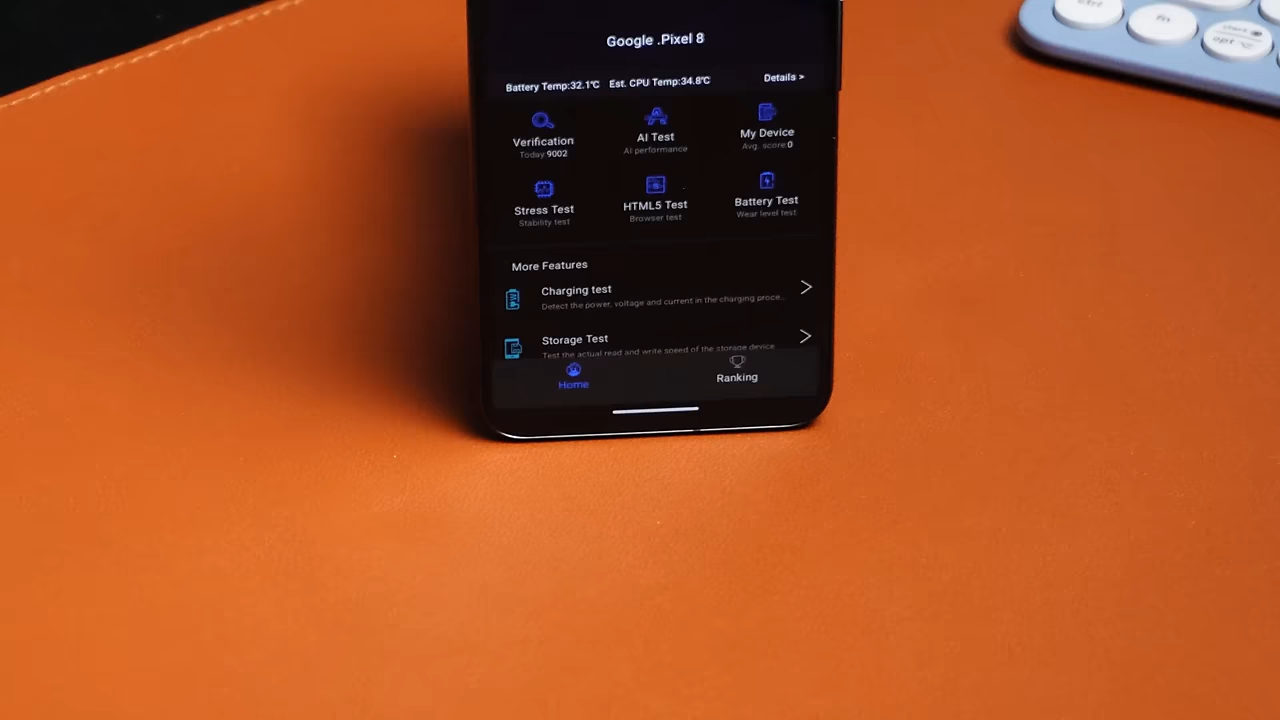 Google .Pixel 8
Battery Temp:32.1℃ Est. CPU Temp:34.8℃ Details >
Verification
Today 9002
AI Test
AI performance
My Device
Avg. score 0
Stress Test
Stability test
HTML5 Test
Browser test
Battery Test
Wear level test
More Features
Charging test
Detect the power, voltage and current in the charging proce...
Storage Test
Test the actual read and write speed of the storage device
Home
Ranking
ctrl
fn
opt